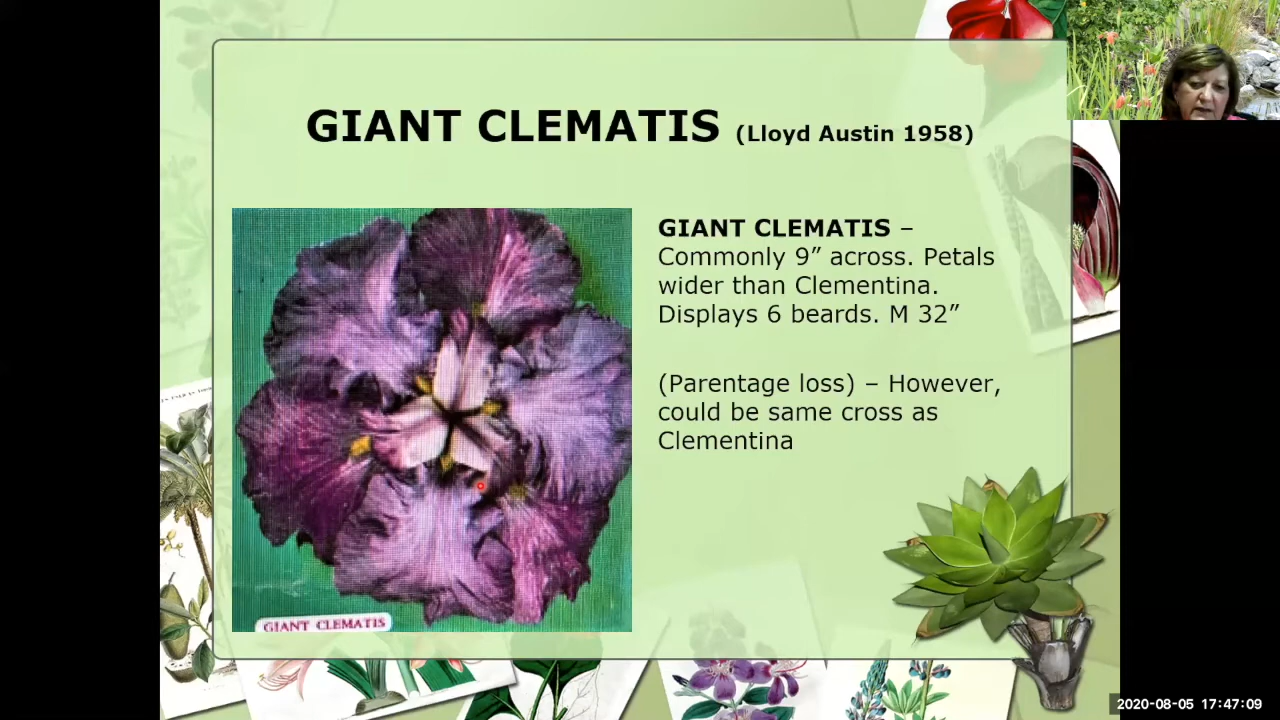 GIANT CLEMATIS (Lloyd Austin 1958)
GIANT CLEMATIS –
Commonly 9” across. Petals
wider than Clementina.
Displays 6 beards. M 32”
(Parentage loss) – However,
could be same cross as
Clementina
GIANT CLEMATIS
2020-08-05 17:47:09